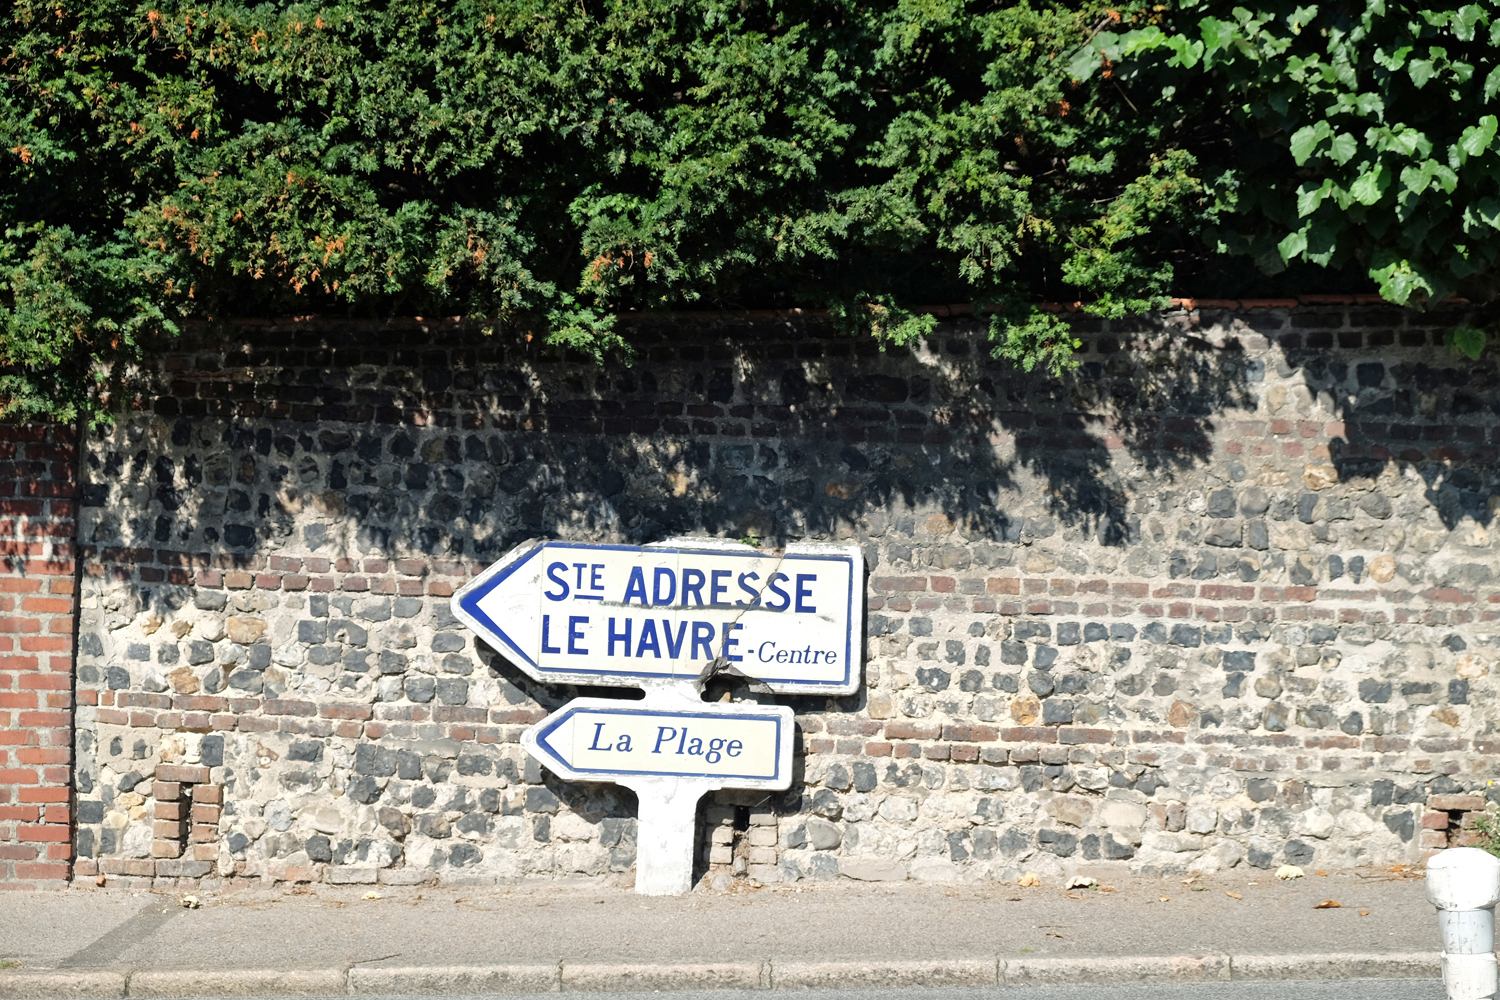 STE ADRESSE
LE HAVRE-Centre
La Plage